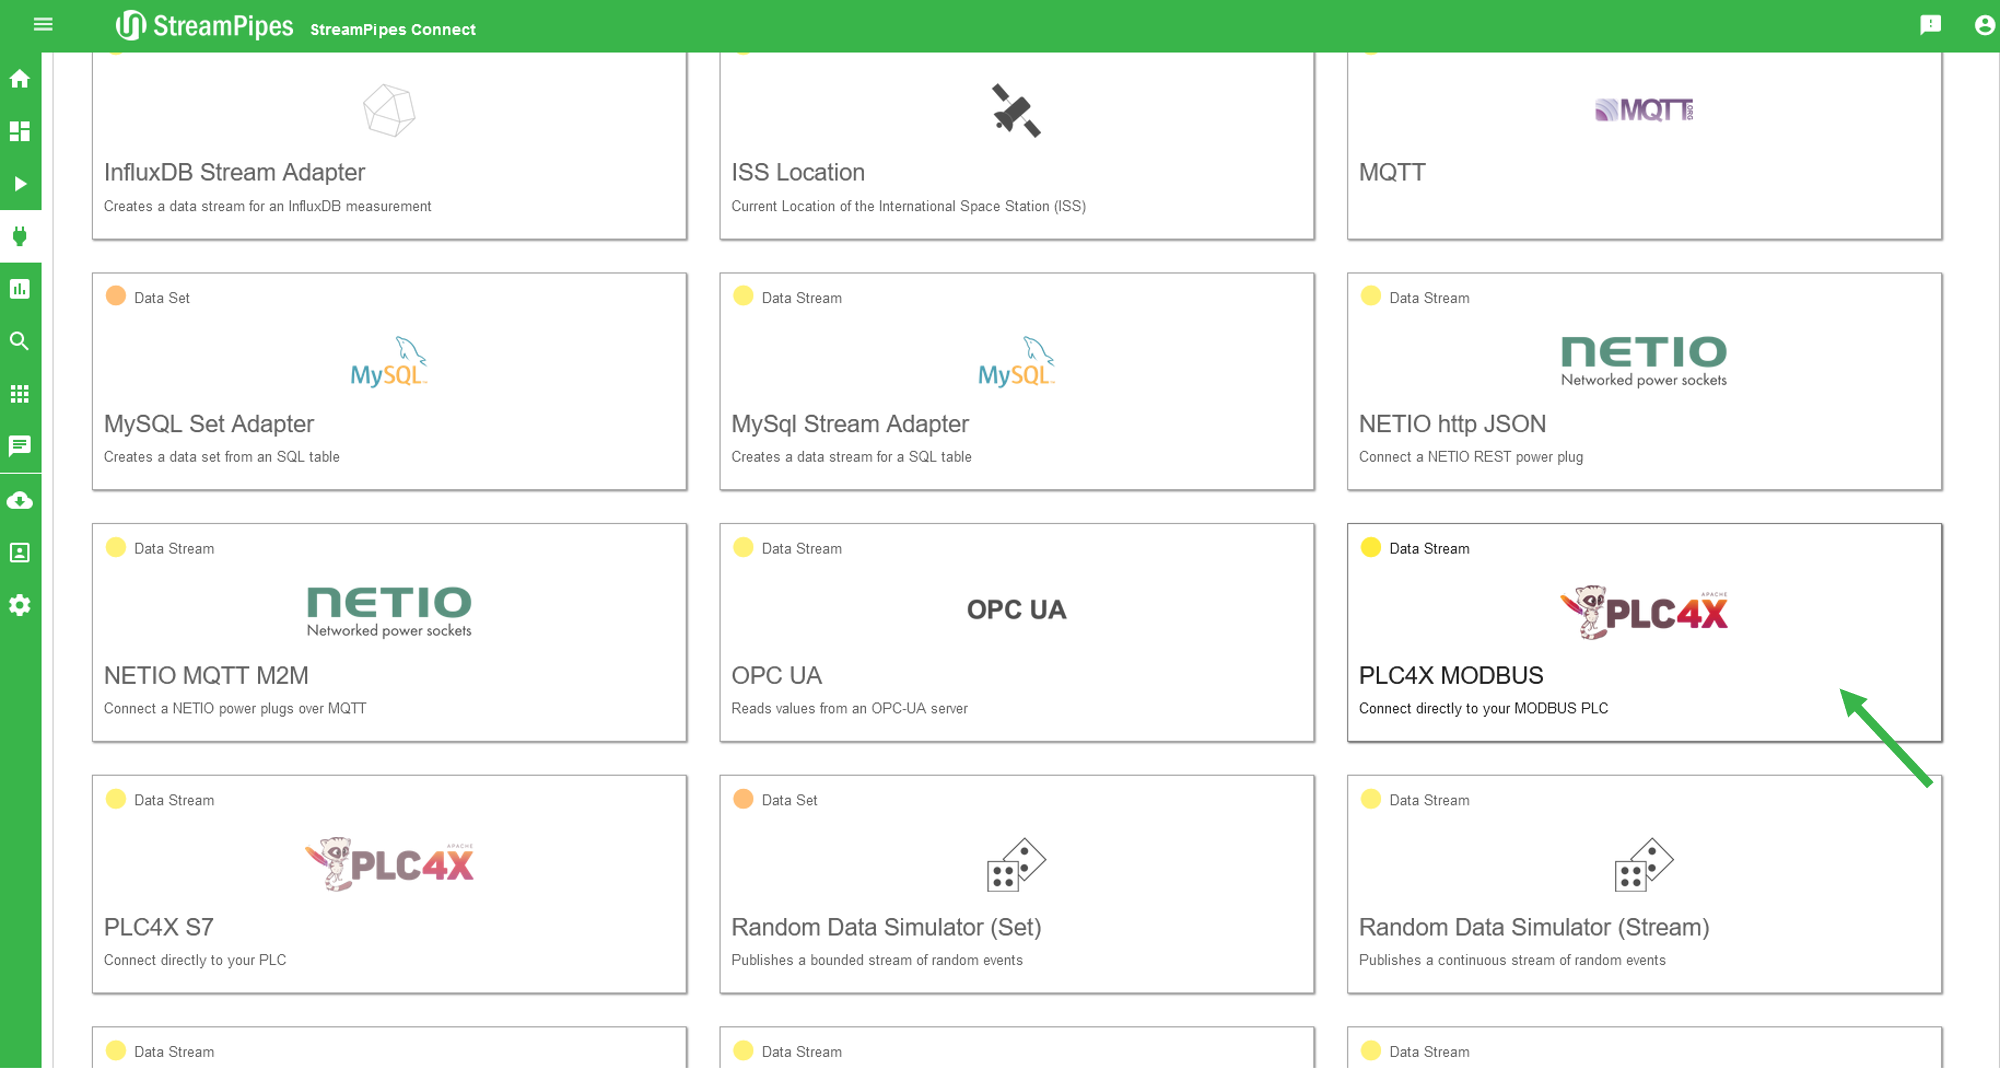 StreamPipes StreamPipes Connect
MQTT.ORG
InfluxDB Stream Adapter
Creates a data stream for an InfluxDB measurement
ISS Location
Current Location of the International Space Station (ISS)
MQTT
Data Set
MySQL
MySQL Set Adapter
Creates a data set from an SQL table
Data Stream
MySQL
MySql Stream Adapter
Creates a data stream for a SQL table
Data Stream
NETIO
Networked power sockets
NETIO http JSON
Connect a NETIO REST power plug
Data Stream
NETIO
Networked power sockets
NETIO MQTT M2M
Connect a NETIO power plugs over MQTT
Data Stream
OPC UA
OPC UA
Reads values from an OPC-UA server
Data Stream
APACHE
PLC4X
PLC4X MODBUS
Connect directly to your MODBUS PLC
Data Stream
APACHE
PLC4X
PLC4X S7
Connect directly to your PLC
Data Set
Random Data Simulator (Set)
Publishes a bounded stream of random events
Data Stream
Random Data Simulator (Stream)
Publishes a continuous stream of random events
Data Stream
Data Stream
Data Stream